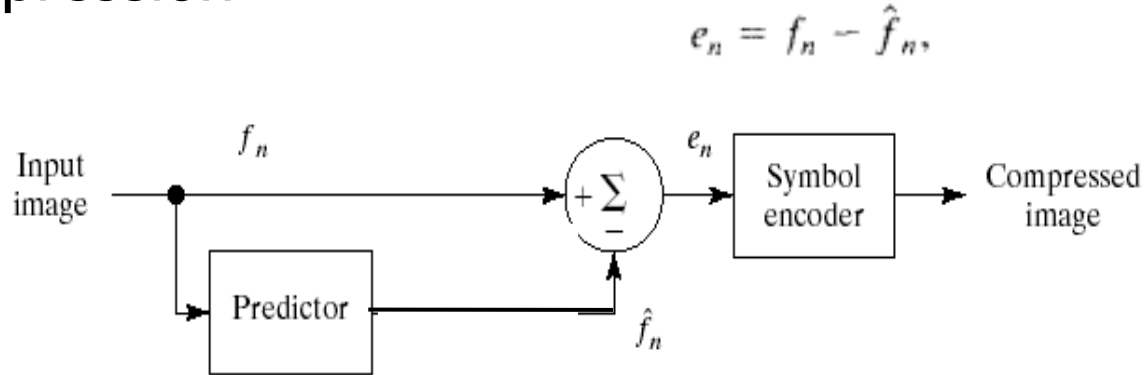 e_n = f_n − f̂_n,
f_n
e_n
Input
image
+ Σ
−
Symbol
encoder
Compressed
image
Predictor
f̂_n